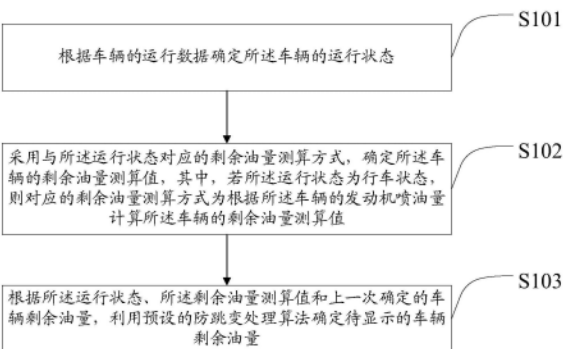 S101
根据车辆的运行数据确定所述车辆的运行状态
S102
采用与所述运行状态对应的剩余油量测算方式，确定所述车
辆的剩余油量测算值，其中，若所述运行状态为行车状态，
则对应的剩余油量测算方式为根据所述车辆的发动机喷油量
计算所述车辆的剩余油量测算值
S103
根据所述运行状态、所述剩余油量测算值和上一次确定的车
辆剩余油量，利用预设的防跳变处理算法确定待显示的车辆
剩余油量